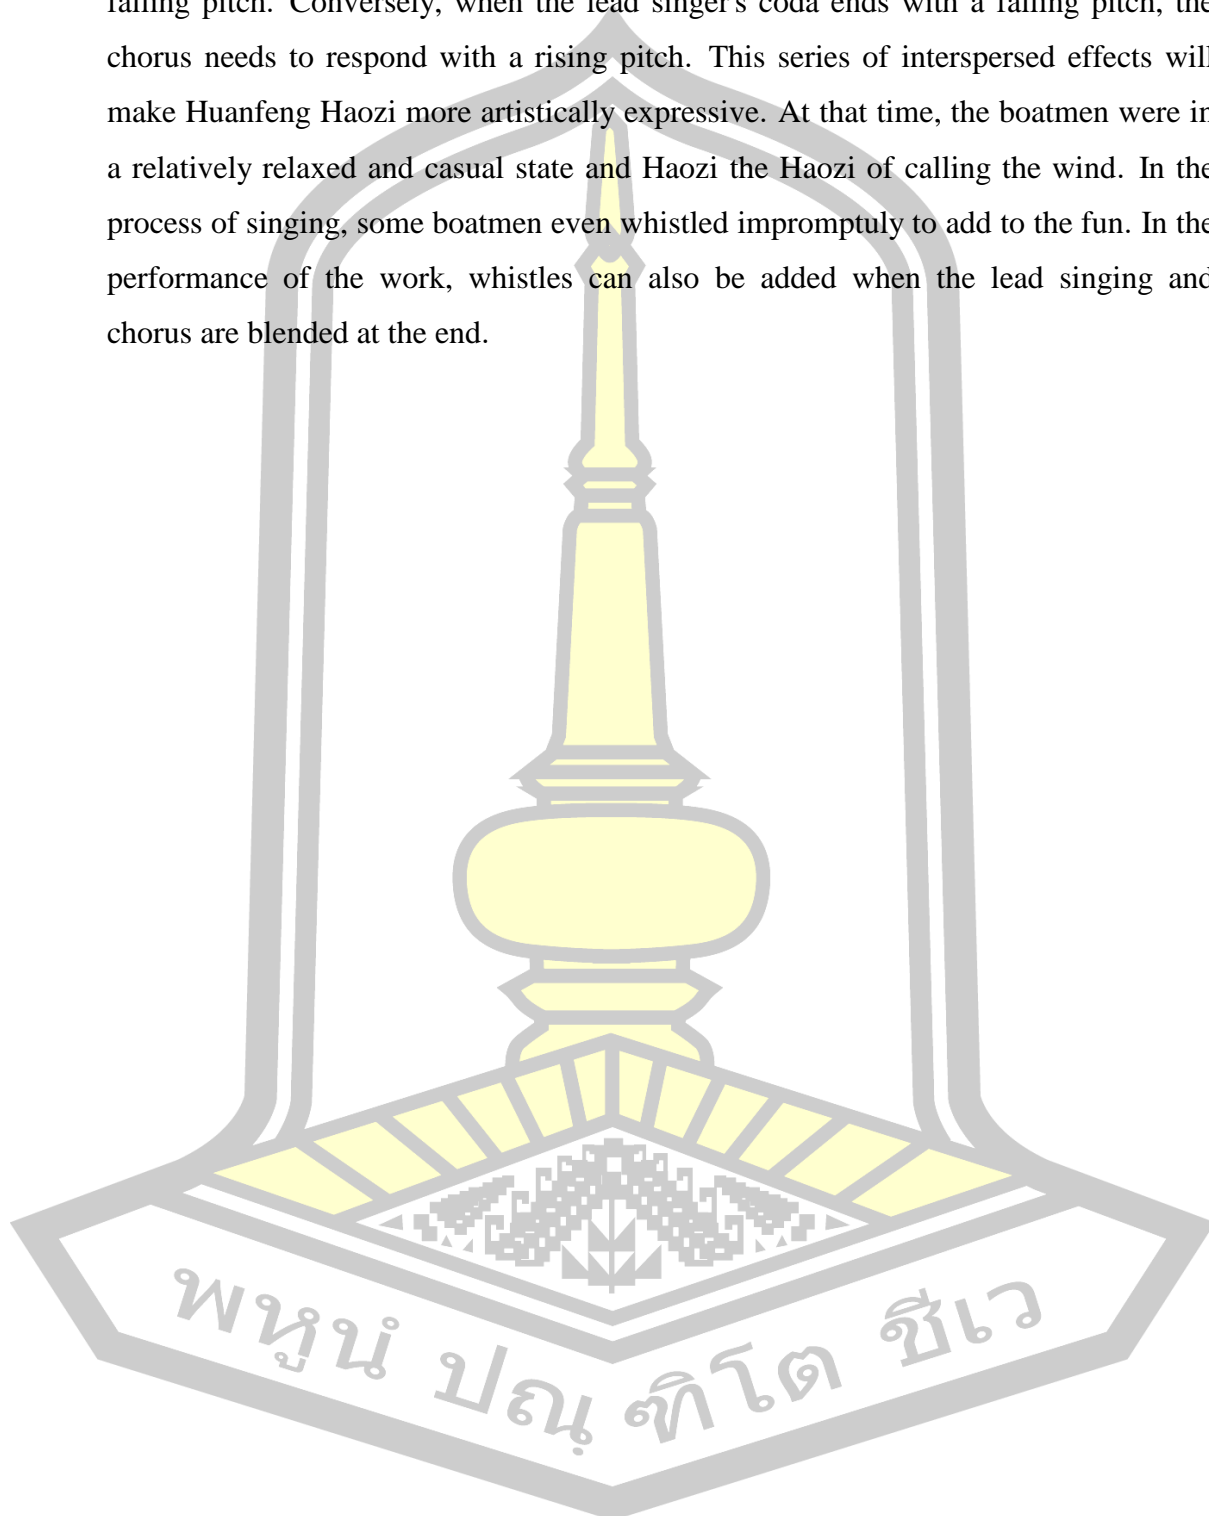 falling pitch. Conversely, when the lead singer's coda ends with a falling pitch, the
chorus needs to respond with a rising pitch. This series of interspersed effects will
make Huanfeng Haozi more artistically expressive. At that time, the boatmen were in
a relatively relaxed and casual state and Haozi the Haozi of calling the wind. In the
process of singing, some boatmen even whistled impromptuly to add to the fun. In the
performance of the work, whistles can also be added when the lead singing and
chorus are blended at the end.
พหูนํ ปณฺฑิโต ชีเว